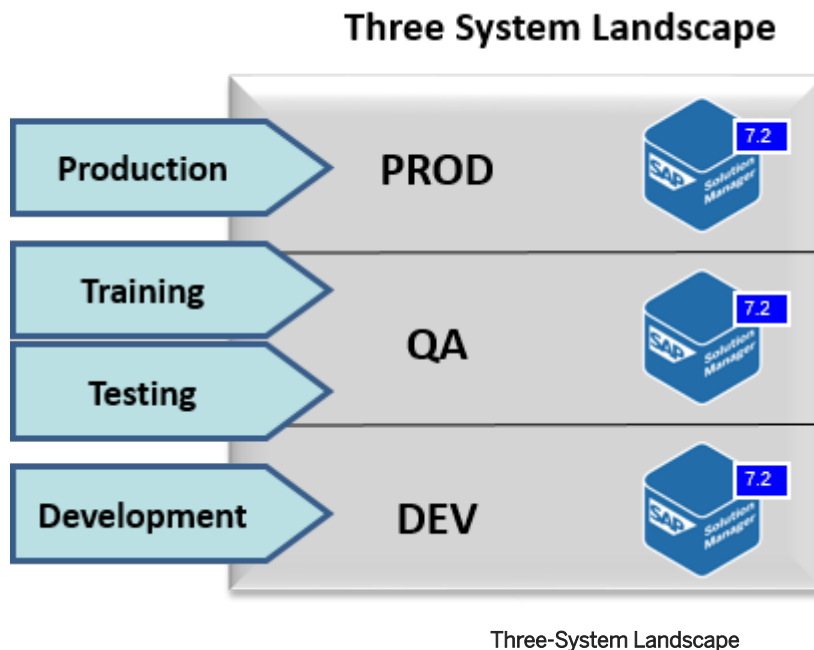 Three System Landscape
Production
PROD
7.2
SAP
Solution
Manager
Training
Testing
QA
7.2
SAP
Solution
Manager
Development
DEV
7.2
SAP
Solution
Manager
Three-System Landscape